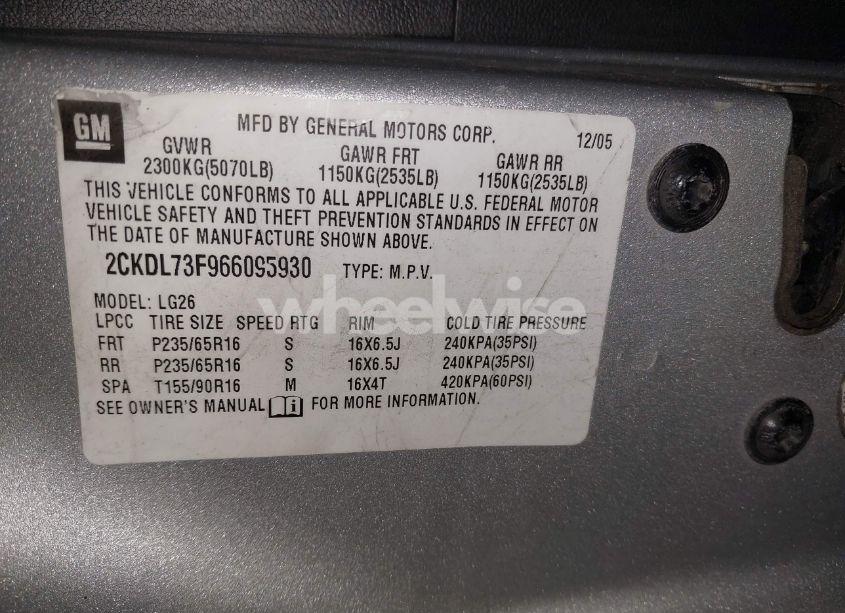 GM
MFD BY GENERAL MOTORS CORP. 12/05
GVWR GAWR FRT GAWR RR
2300KG(5070LB) 1150KG(2535LB) 1150KG(2535LB)
THIS VEHICLE CONFORMS TO ALL APPLICABLE U.S. FEDERAL MOTOR
VEHICLE SAFETY AND THEFT PREVENTION STANDARDS IN EFFECT ON
THE DATE OF MANUFACTURE SHOWN ABOVE.
2CKDL73F966095930 TYPE: M.P.V.
wheelwise
MODEL: LG26
LPCC TIRE SIZE SPEED RTG RIM COLD TIRE PRESSURE
FRT P235/65R16 S 16X6.5J 240KPA(35PSI)
RR P235/65R16 S 16X6.5J 240KPA(35PSI)
SPA T155/90R16 M 16X4T 420KPA(60PSI)
SEE OWNER'S MANUAL i FOR MORE INFORMATION.